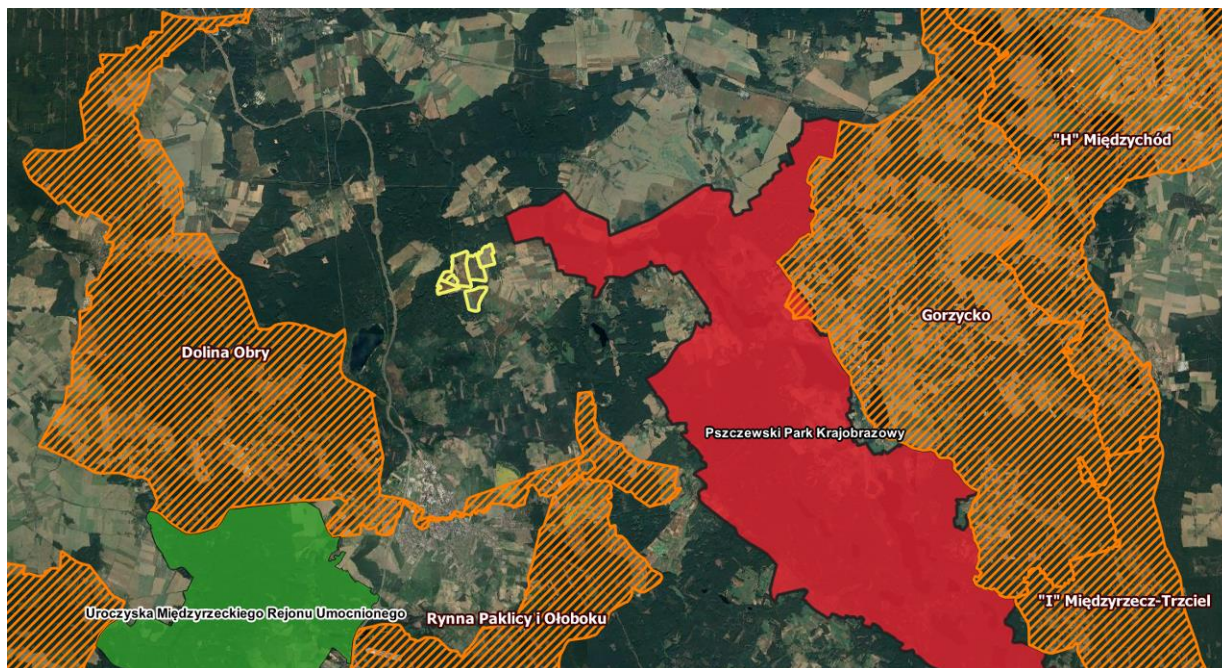 "H" Międzychód
Gorzycko
Dolina Obry
Pszczewski Park Krajobrazowy
"I" Międzyrzecz-Trzciel
Uroczyska Międzyrzeckiego Rejonu Umocnionego
Rynna Paklicy i Ołoboku